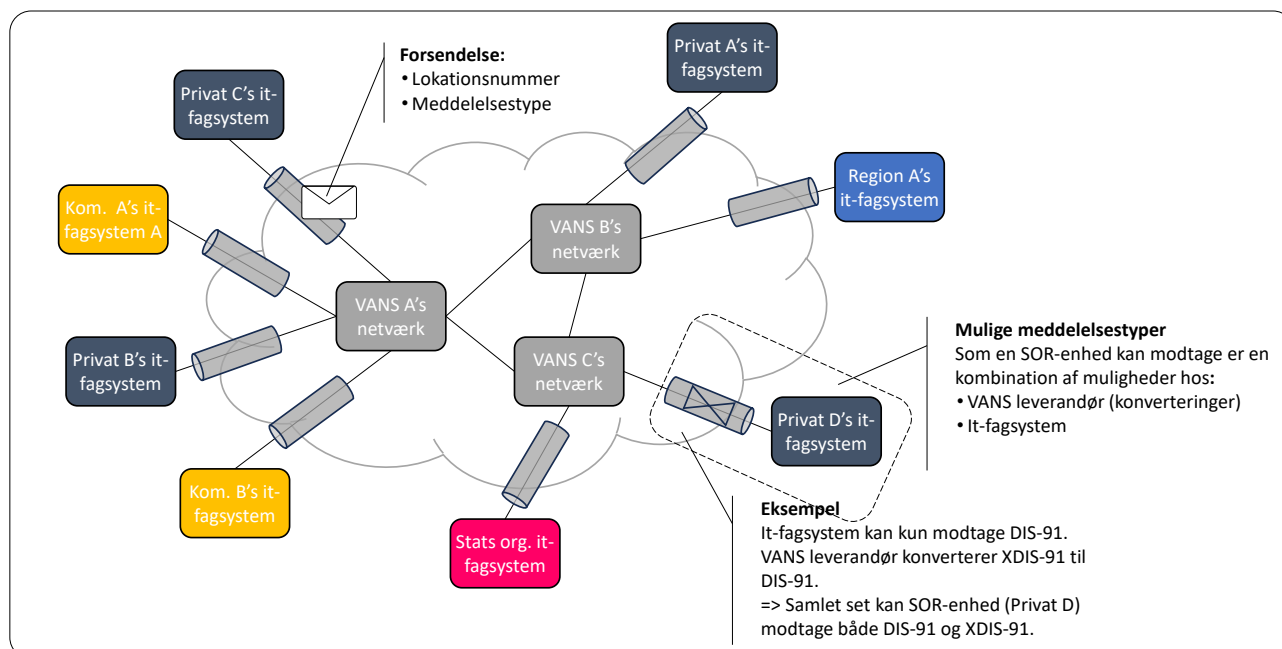 Forsendelse:
• Lokationsnummer
• Meddelelsestype
Privat A's it-
fagsystem
Privat C's it-
fagsystem
Region A's
it-fagsystem
Kom.  A's it-
fagsystem A
VANS B's
netværk
VANS A's
netværk
Privat B's it-
fagsystem
VANS C's
netværk
Mulige meddelelsestyper
Som en SOR-enhed kan modtage er en
kombination af muligheder hos:
• VANS leverandør (konverteringer)
• It-fagsystem
Privat D's it-
fagsystem
Kom. B's it-
fagsystem
Stats org. it-
fagsystem
Eksempel
It-fagsystem kan kun modtage DIS-91.
VANS leverandør konverterer XDIS-91 til
DIS-91.
=> Samlet set kan SOR-enhed (Privat D)
modtage både DIS-91 og XDIS-91.